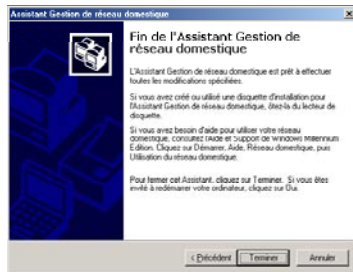 Assistant Gestion de réseau domestique
Fin de l'Assistant Gestion de
réseau domestique
L'Assistant Gestion de réseau domestique est prêt à effectuer
toutes les modifications spécifiées.
Si vous avez créé ou utilisé une disquette d'installation pour
l'Assistant Gestion de réseau domestique, ôtez-la du lecteur de
disquette.
Si vous avez besoin d'aide pour utiliser votre réseau
domestique, consultez l'Aide et Support de Windows Millennium
Edition. Cliquez sur Démarrer, Aide, Réseau domestique, puis
Utilisation du réseau domestique.
Pour fermer cet Assistant, cliquez sur Terminer. Si vous êtes
invité à redémarrer votre ordinateur, cliquez sur Oui.
< Précédent Terminer Annuler